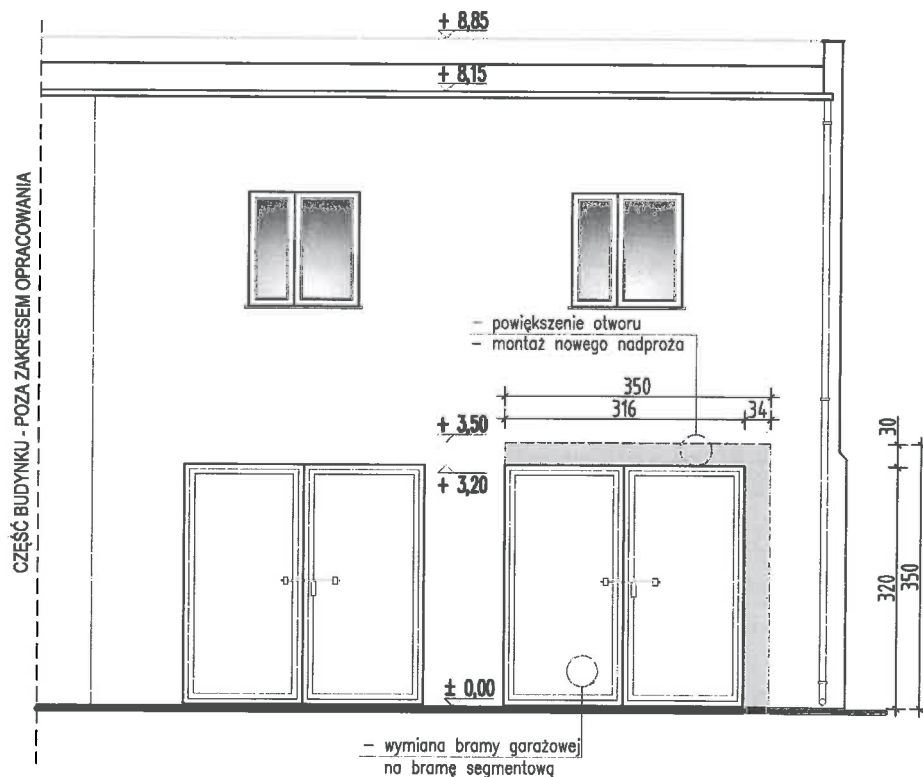 + 8,85
+ 8,15
CZĘŚĆ BUDYNKU - POZA ZAKRESEM OPRACOWANIA
- powiększenie otworu
- montaż nowego nadproża
350
316
34
+ 3,50
30
+ 3,20
320
350
± 0,00
- wymiana bramy garażowej
na bramę segmentową